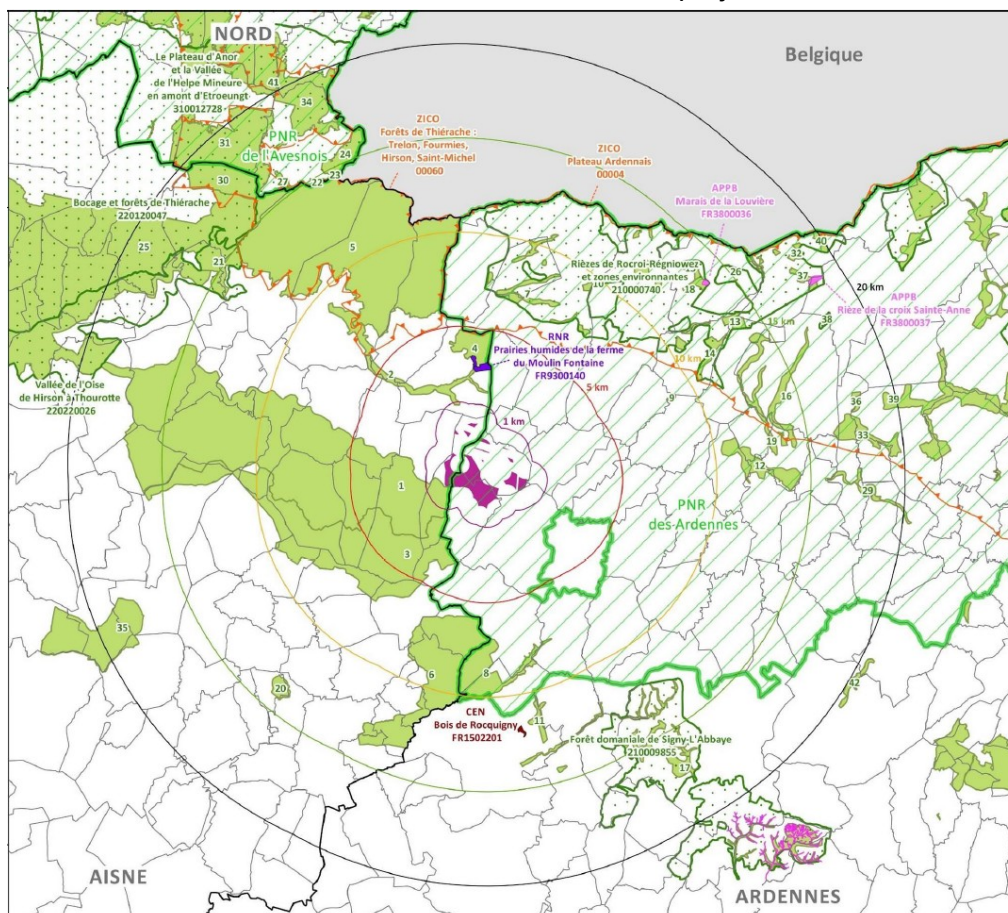 NORD
Belgique
Le Plateau d'Anor
et la Vallée
de l'Helpe Mineure
en amont d'Etroeungt
310012728
41
34
31
PNR
de l'Avesnois
24
23
22
27
30
ZICO
Forêts de Thiérache :
Trelon, Fourmies,
Hirson, Saint-Michel
00060
ZICO
Plateau Ardennais
00004
APPB
Marais de la Louvière
FR3800036
Bocage et forêts de Thiérache
220120047
25
21
5
7
10
Rièzes de Rocroi-Régniowez
et zones environnantes
210000740
18
26
32
40
37
20 km
APPB
Rièze de la croix Sainte-Anne
FR3800037
38
13
15 km
14
10 km
RNR
Prairies humides de la ferme
du Moulin Fontaine
FR9300140
4
2
5 km
9
16
36
39
33
19
12
29
Vallée de l'Oise
de Hirson à Thourotte
220220026
1 km
1
3
PNR
des Ardennes
35
20
6
8
42
CEN
Bois de Rocquigny
FR1502201
11
Forêt domaniale de Signy-L'Abbaye
210009855
17
AISNE
ARDENNES